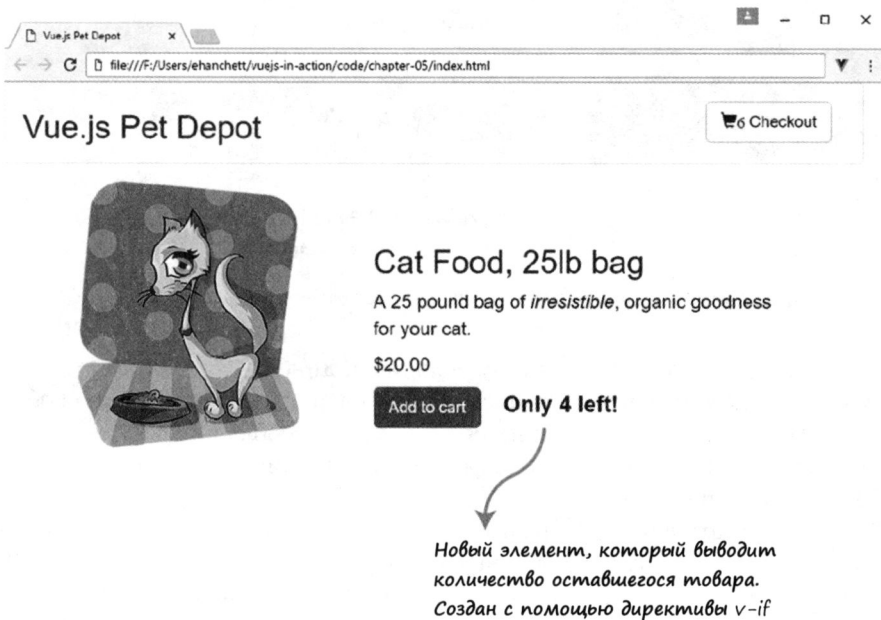 Vue.js Pet Depot
file:///F:/Users/ehanchett/vuejs-in-action/code/chapter-05/index.html
Vue.js Pet Depot
6 Checkout
Cat Food, 25lb bag
A 25 pound bag of irresistible, organic goodness
for your cat.
$20.00
Add to cart
Only 4 left!
Новый элемент, который выводит
количество оставшегося товара.
Создан с помощью директивы v-if